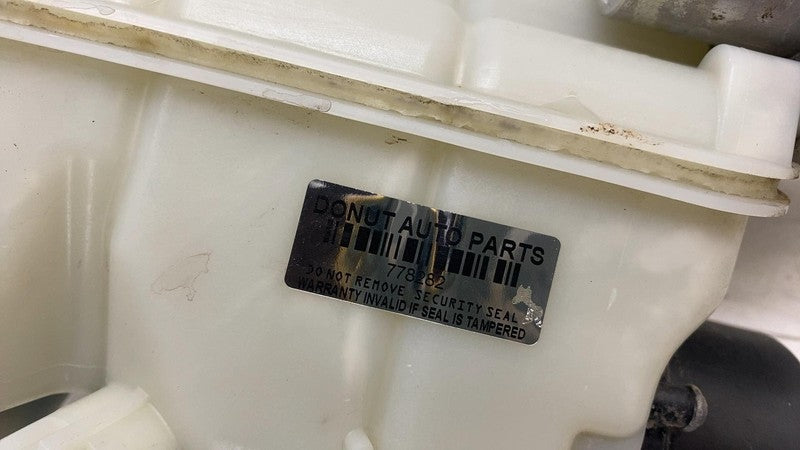 DONUT AUTO PARTS
778282
DO NOT REMOVE SECURITY SEAL
WARRANTY INVALID IF SEAL IS TAMPERED